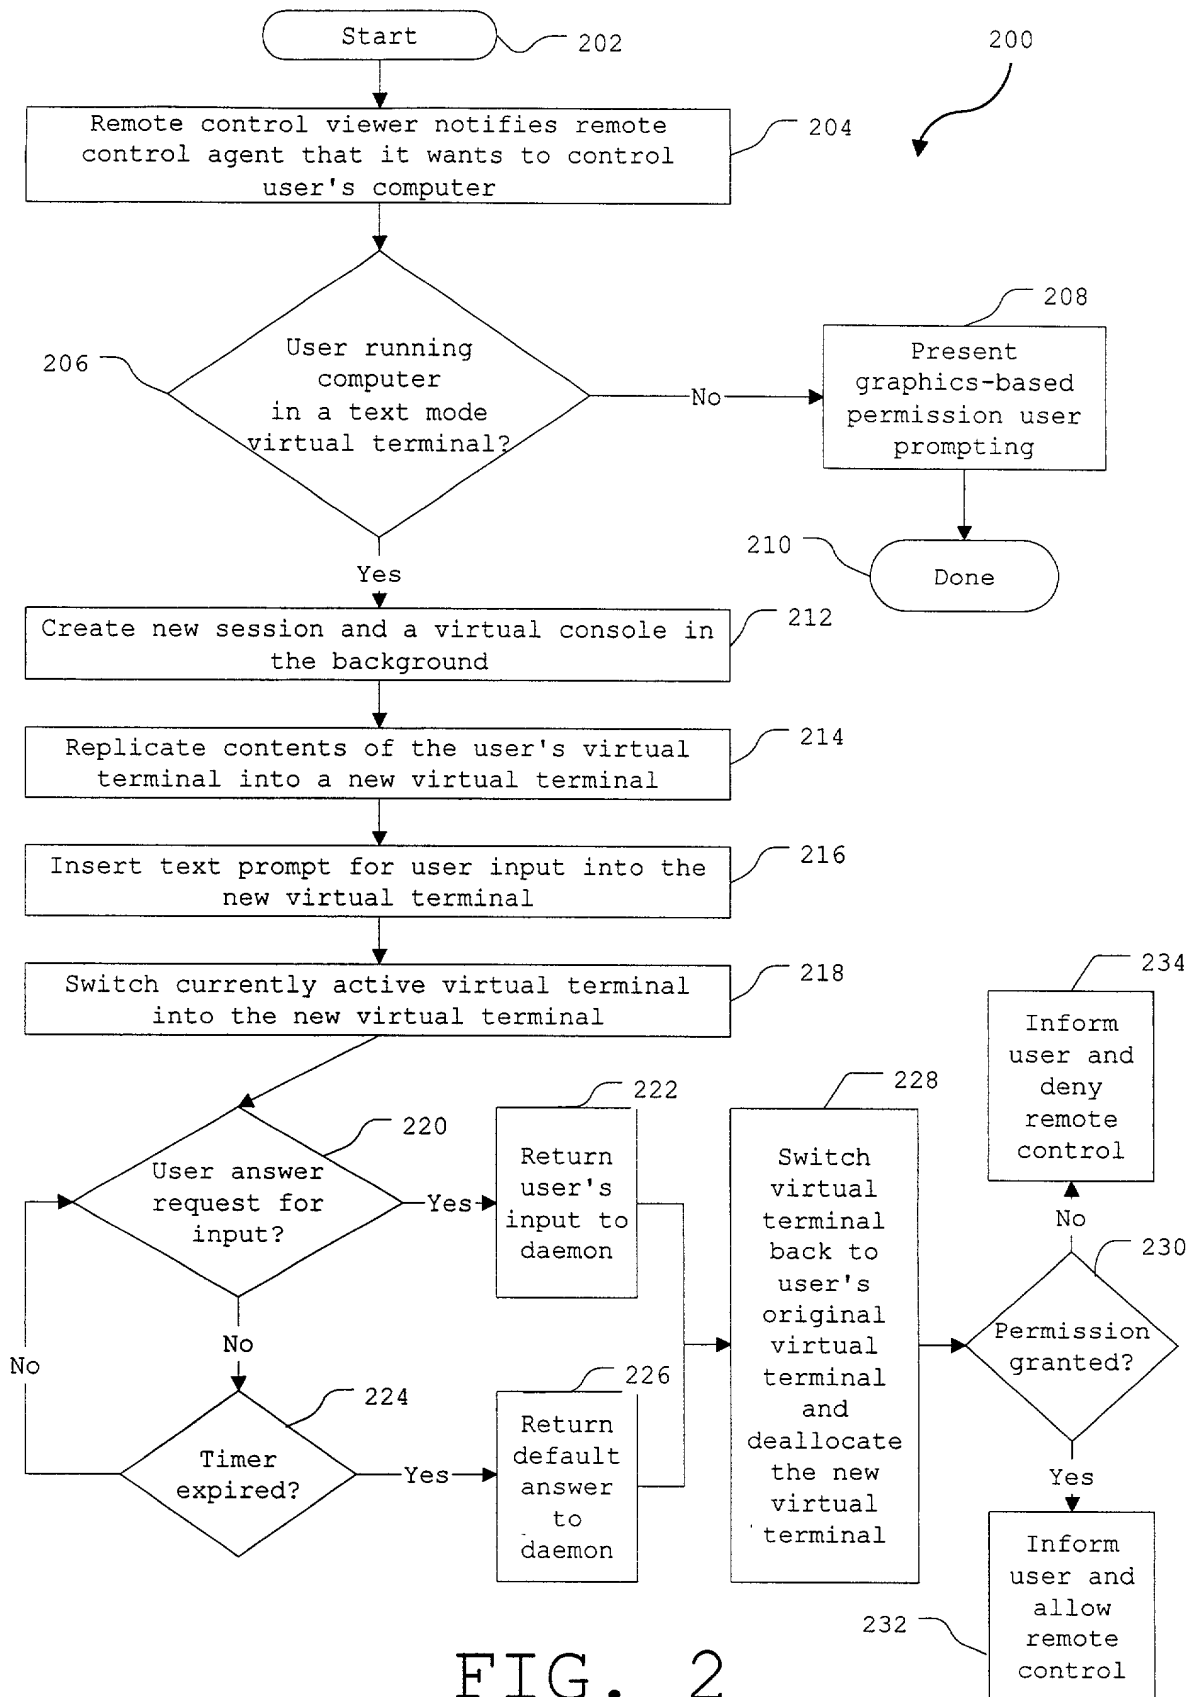 Start
202
200
Remote control viewer notifies remote
control agent that it wants to control
user's computer
204
206
User running
computer
in a text mode
virtual terminal?
No
208
Present
graphics-based
permission user
prompting
210
Done
Yes
Create new session and a virtual console in
the background
212
Replicate contents of the user's virtual
terminal into a new virtual terminal
214
Insert text prompt for user input into the
new virtual terminal
216
Switch currently active virtual terminal
into the new virtual terminal
218
220
User answer
request for
input?
Yes
222
Return
user's
input to
daemon
No
No
224
Timer
expired?
Yes
226
Return
default
answer
to
daemon
228
Switch
virtual
terminal
back to
user's
original
virtual
terminal
and
deallocate
the new
virtual
terminal
234
Inform
user and
deny
remote
control
No
230
Permission
granted?
Yes
232
Inform
user and
allow
remote
control
FIG. 2